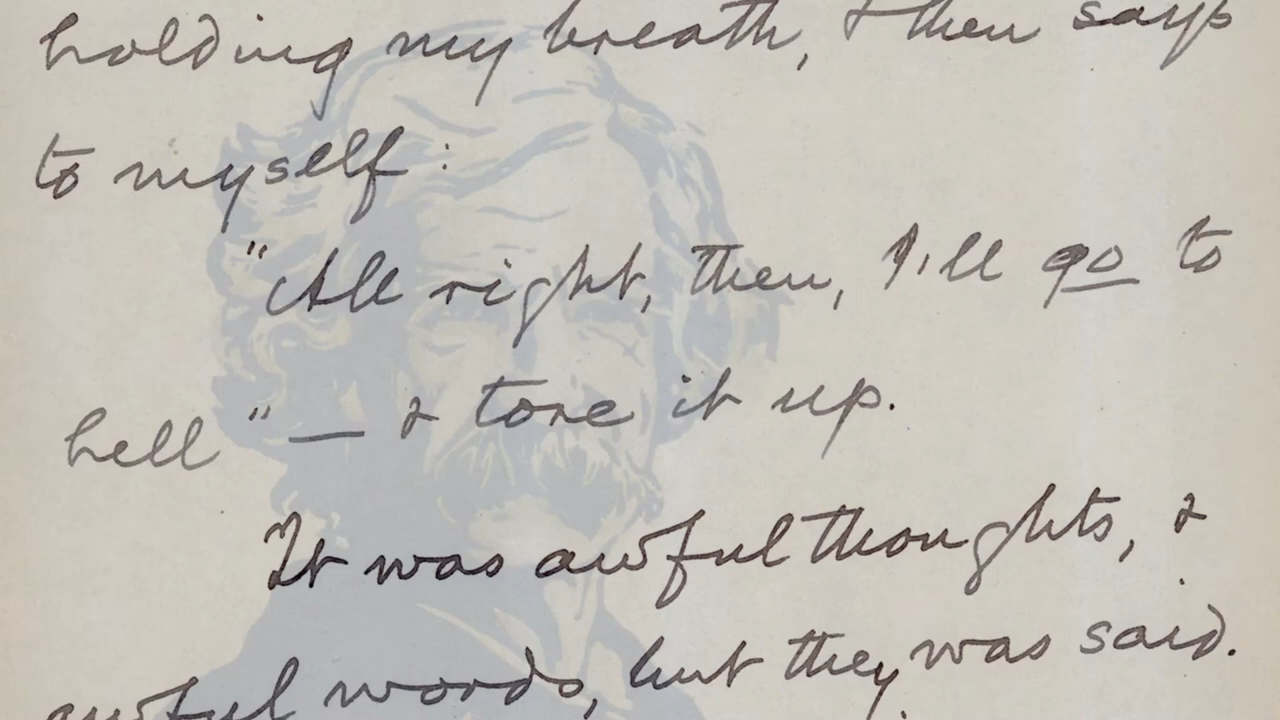 holding my breath, & then says
to myself:
"All right, then, I'll go to
hell" — & tore it up.
It was awful thoughts, &
awful words, but they was said.